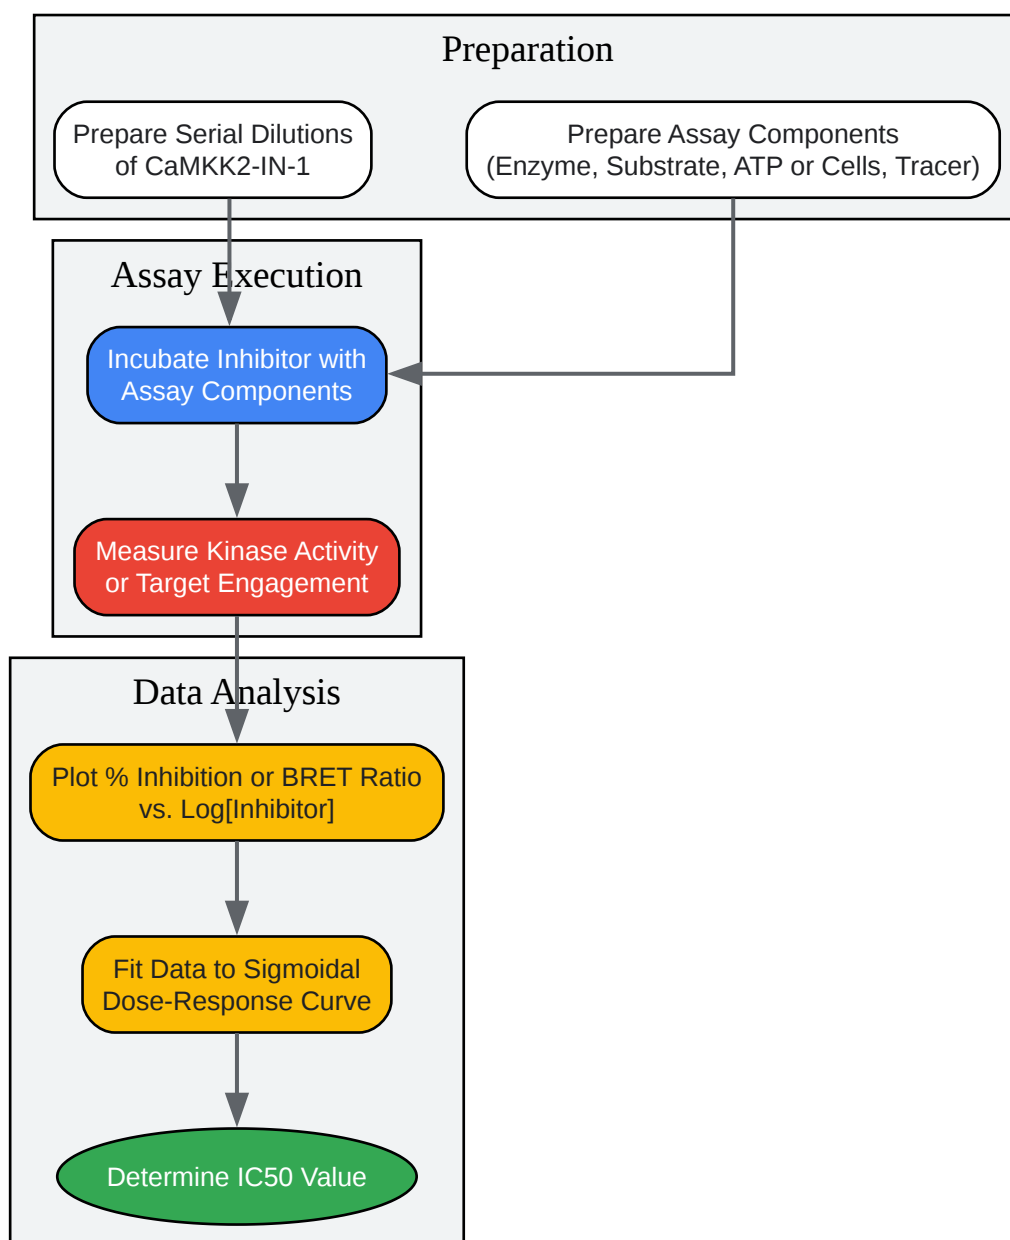 Preparation
Prepare Serial Dilutions
of CaMKK2-IN-1
Prepare Assay Components
(Enzyme, Substrate, ATP or Cells, Tracer)
Assay Execution
Incubate Inhibitor with
Assay Components
Measure Kinase Activity
or Target Engagement
Data Analysis
Plot % Inhibition or BRET Ratio
vs. Log[Inhibitor]
Fit Data to Sigmoidal
Dose-Response Curve
Determine IC50 Value